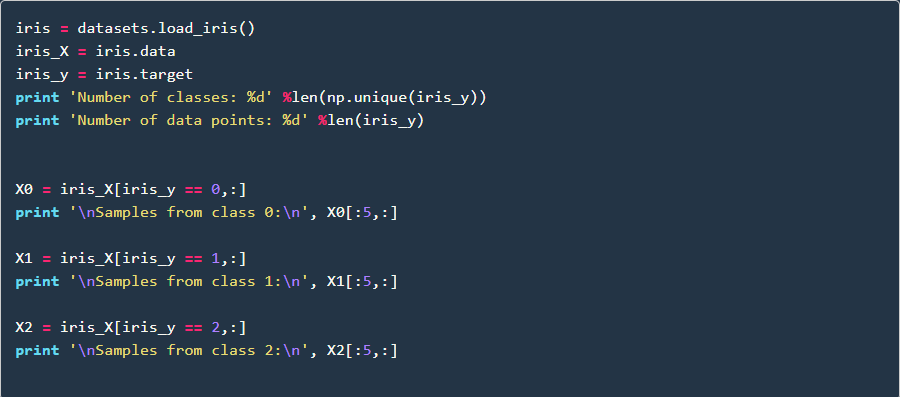 iris = datasets.load_iris()
iris_X = iris.data
iris_y = iris.target
print 'Number of classes: %d' %len(np.unique(iris_y))
print 'Number of data points: %d' %len(iris_y)
X0 = iris_X[iris_y == 0,:]
print '\nSamples from class 0:\n', X0[:5,:]
X1 = iris_X[iris_y == 1,:]
print '\nSamples from class 1:\n', X1[:5,:]
X2 = iris_X[iris_y == 2,:]
print '\nSamples from class 2:\n', X2[:5,:]